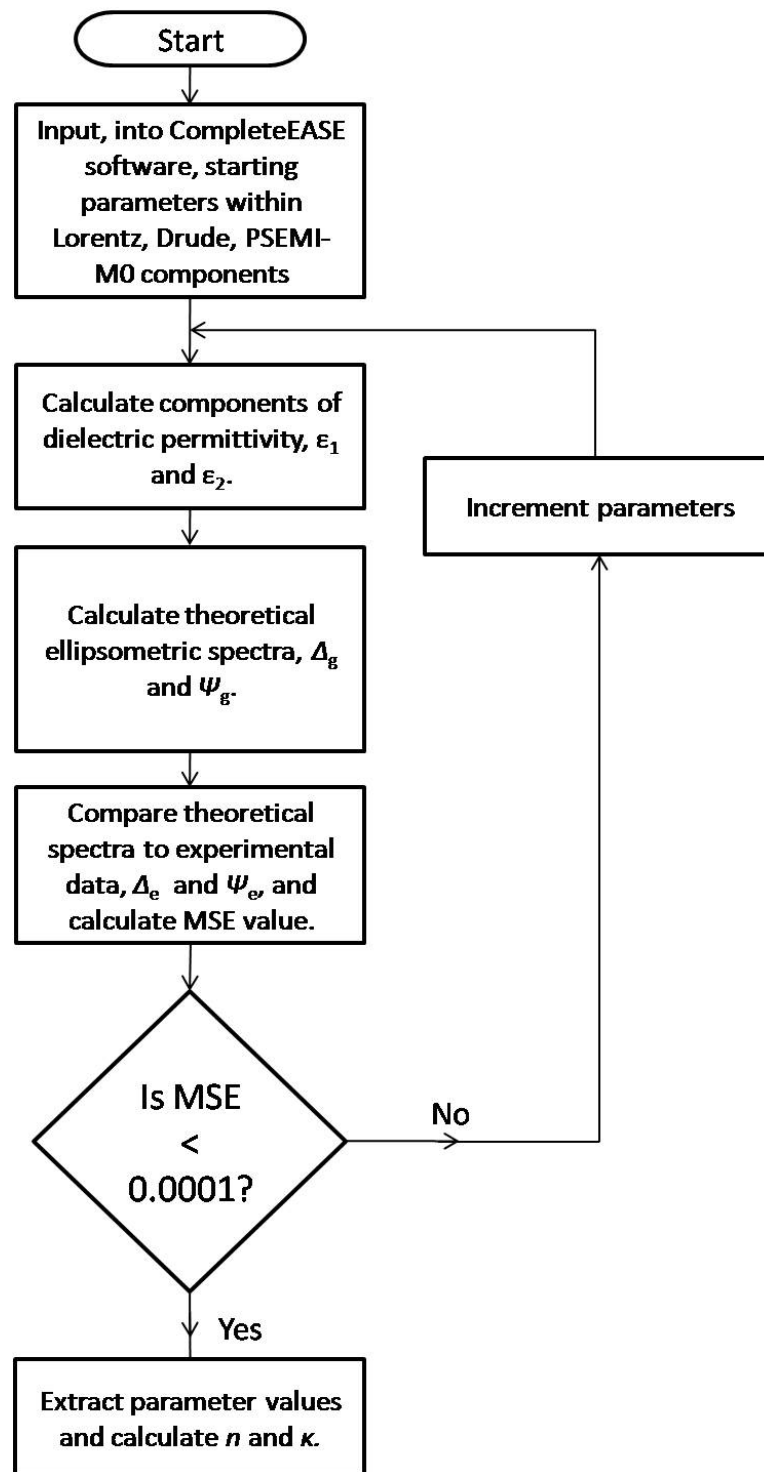 Start
Input, into CompleteEASE
software, starting
parameters within
Lorentz, Drude, PSEMI-
M0 components
Calculate components of
dielectric permittivity, ε₁
and ε₂.
Increment parameters
Calculate theoretical
ellipsometric spectra, Δg
and Ψg.
Compare theoretical
spectra to experimental
data, Δe and Ψe, and
calculate MSE value.
Is MSE
<
0.0001?
No
Yes
Extract parameter values
and calculate n and κ.